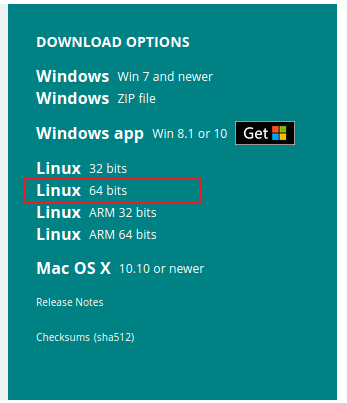 DOWNLOAD OPTIONS
Windows Win 7 and newer
Windows ZIP file
Windows app Win 8.1 or 10 Get
Linux 32 bits
Linux 64 bits
Linux ARM 32 bits
Linux ARM 64 bits
Mac OS X 10.10 or newer
Release Notes
Checksums (sha512)